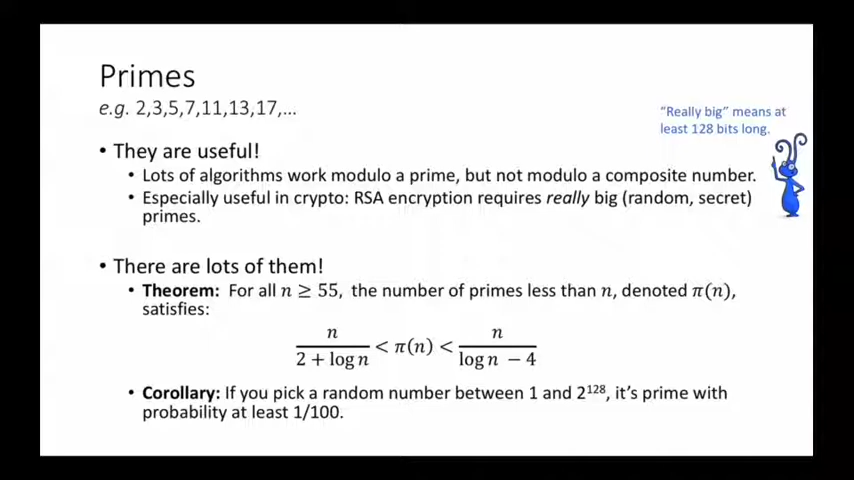 Primes
e.g. 2,3,5,7,11,13,17,...
"Really big" means at
least 128 bits long.
• They are useful!
• Lots of algorithms work modulo a prime, but not modulo a composite number.
• Especially useful in crypto: RSA encryption requires really big (random, secret)
primes.
• There are lots of them!
• Theorem: For all n ≥ 55, the number of primes less than n, denoted π(n),
satisfies:
n/(2 + log n) < π(n) < n/(log n − 4)
• Corollary: If you pick a random number between 1 and 2¹²⁸, it's prime with
probability at least 1/100.